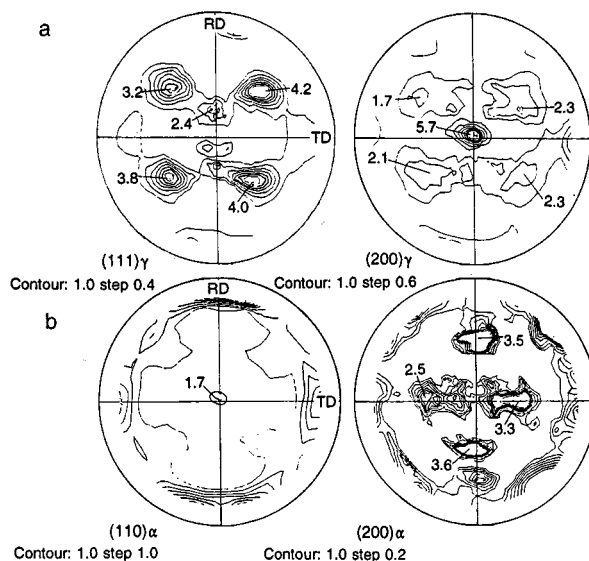 a
RD
3.2
4.2
2.4
TD
3.8
4.0
(111)γ
Contour: 1.0 step 0.4
1.7
2.3
5.7
2.1
2.3
(200)γ
Contour: 1.0 step 0.6
b
RD
1.7
TD
(110)α
Contour: 1.0 step 1.0
3.5
2.5
3.3
3.6
(200)α
Contour: 1.0 step 0.2